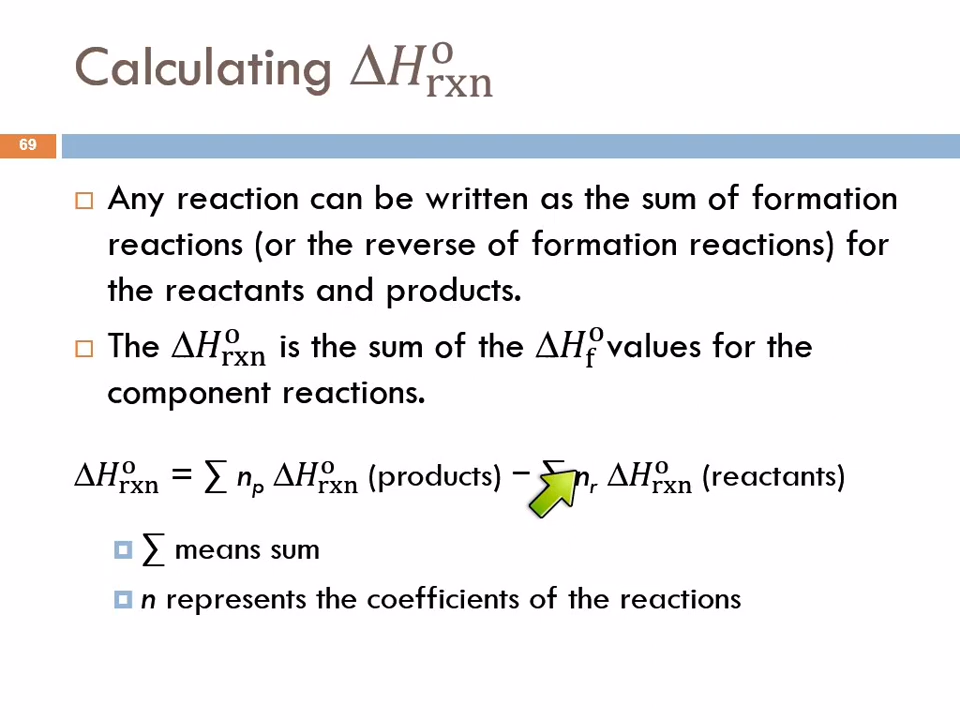 Calculating ΔH°rxn
69
Any reaction can be written as the sum of formation
reactions (or the reverse of formation reactions) for
the reactants and products.
The ΔH°rxn is the sum of the ΔH°f values for the
component reactions.
ΔH°rxn = ∑ np ΔH°rxn (products) − ∑ nr ΔH°rxn (reactants)
∑ means sum
n represents the coefficients of the reactions